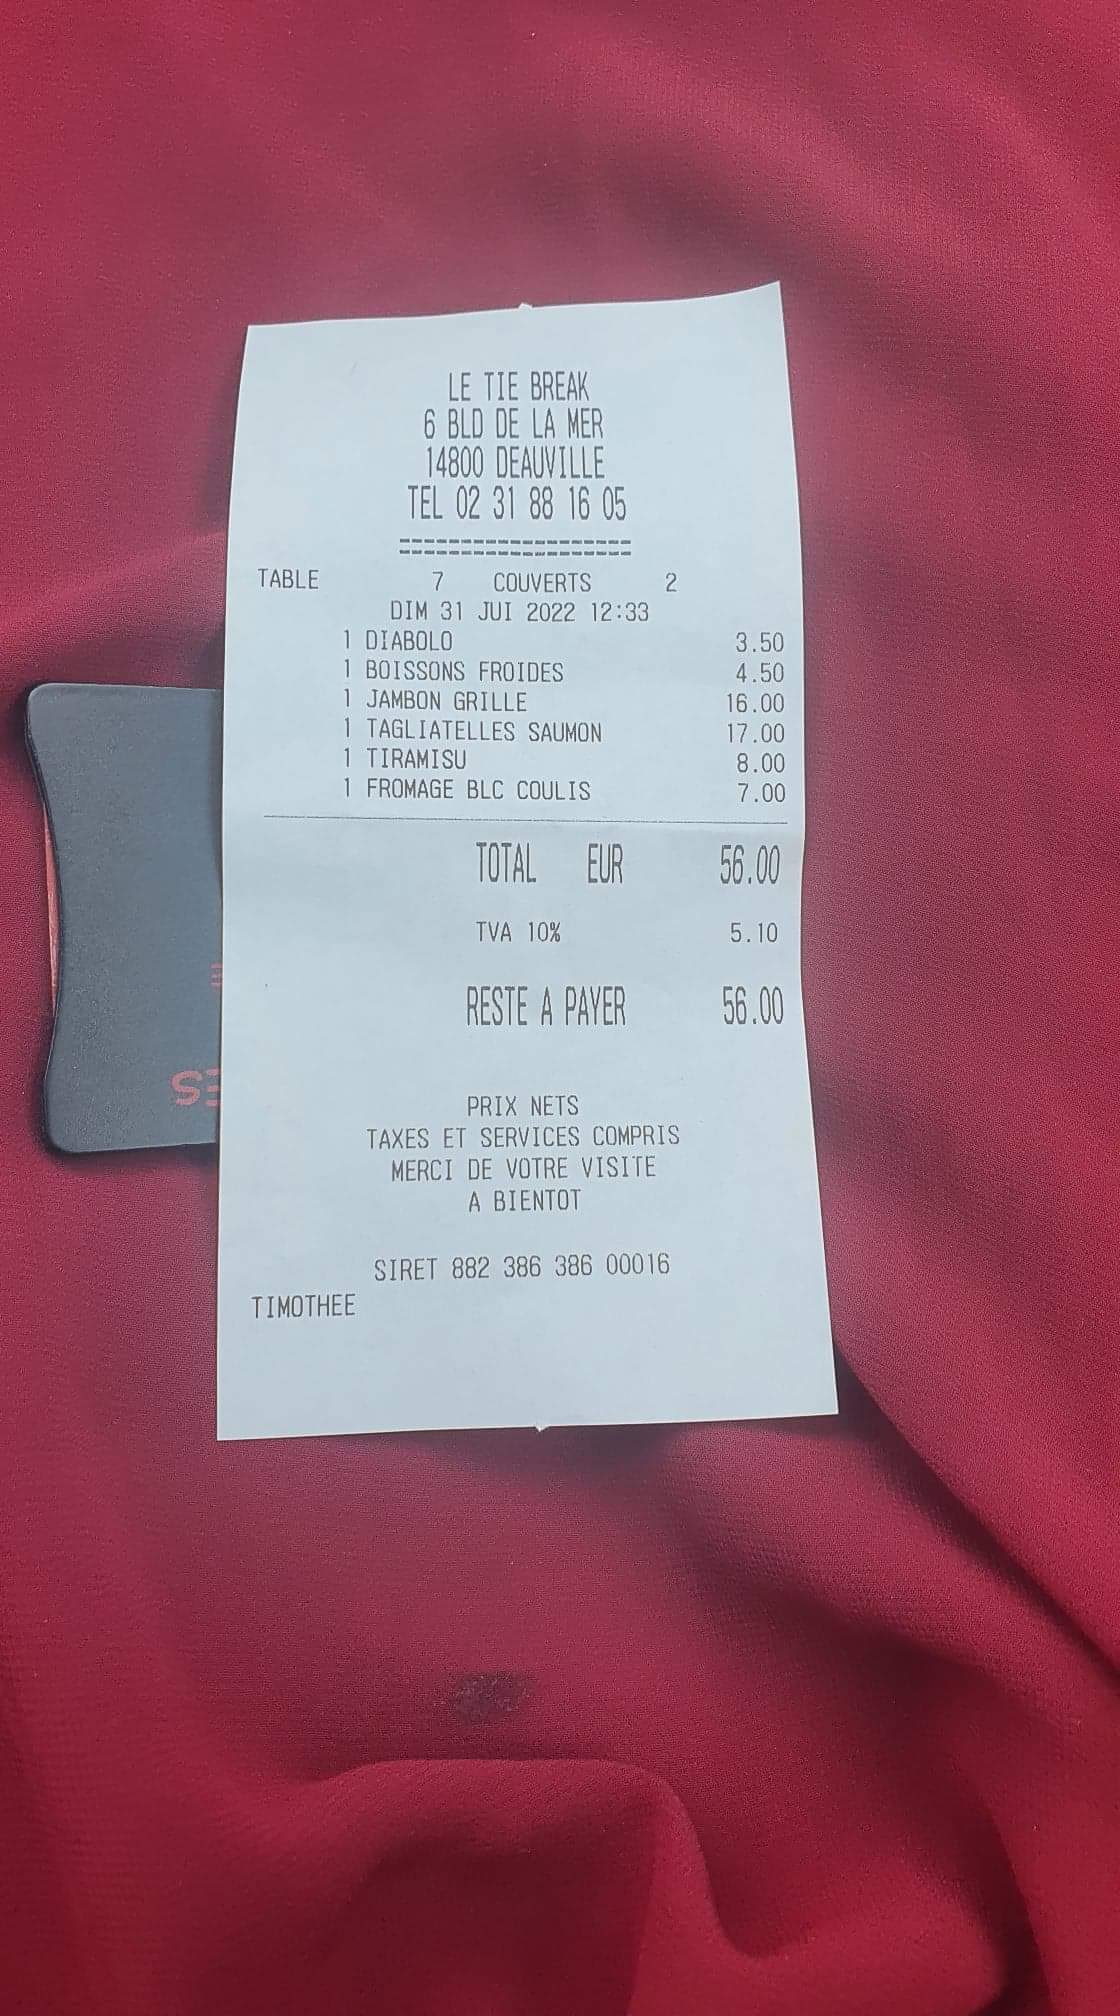 LE TIE BREAK
6 BLD DE LA MER
14800 DEAUVILLE
TEL 02 31 88 16 05
===================
TABLE 7 COUVERTS 2
DIM 31 JUI 2022 12:33
1 DIABOLO 3.50
1 BOISSONS FROIDES 4.50
1 JAMBON GRILLE 16.00
1 TAGLIATELLES SAUMON 17.00
1 TIRAMISU 8.00
1 FROMAGE BLC COULIS 7.00
TOTAL EUR 56.00
TVA 10% 5.10
RESTE A PAYER 56.00
PRIX NETS
TAXES ET SERVICES COMPRIS
MERCI DE VOTRE VISITE
A BIENTOT
SIRET 882 386 386 00016
TIMOTHEE